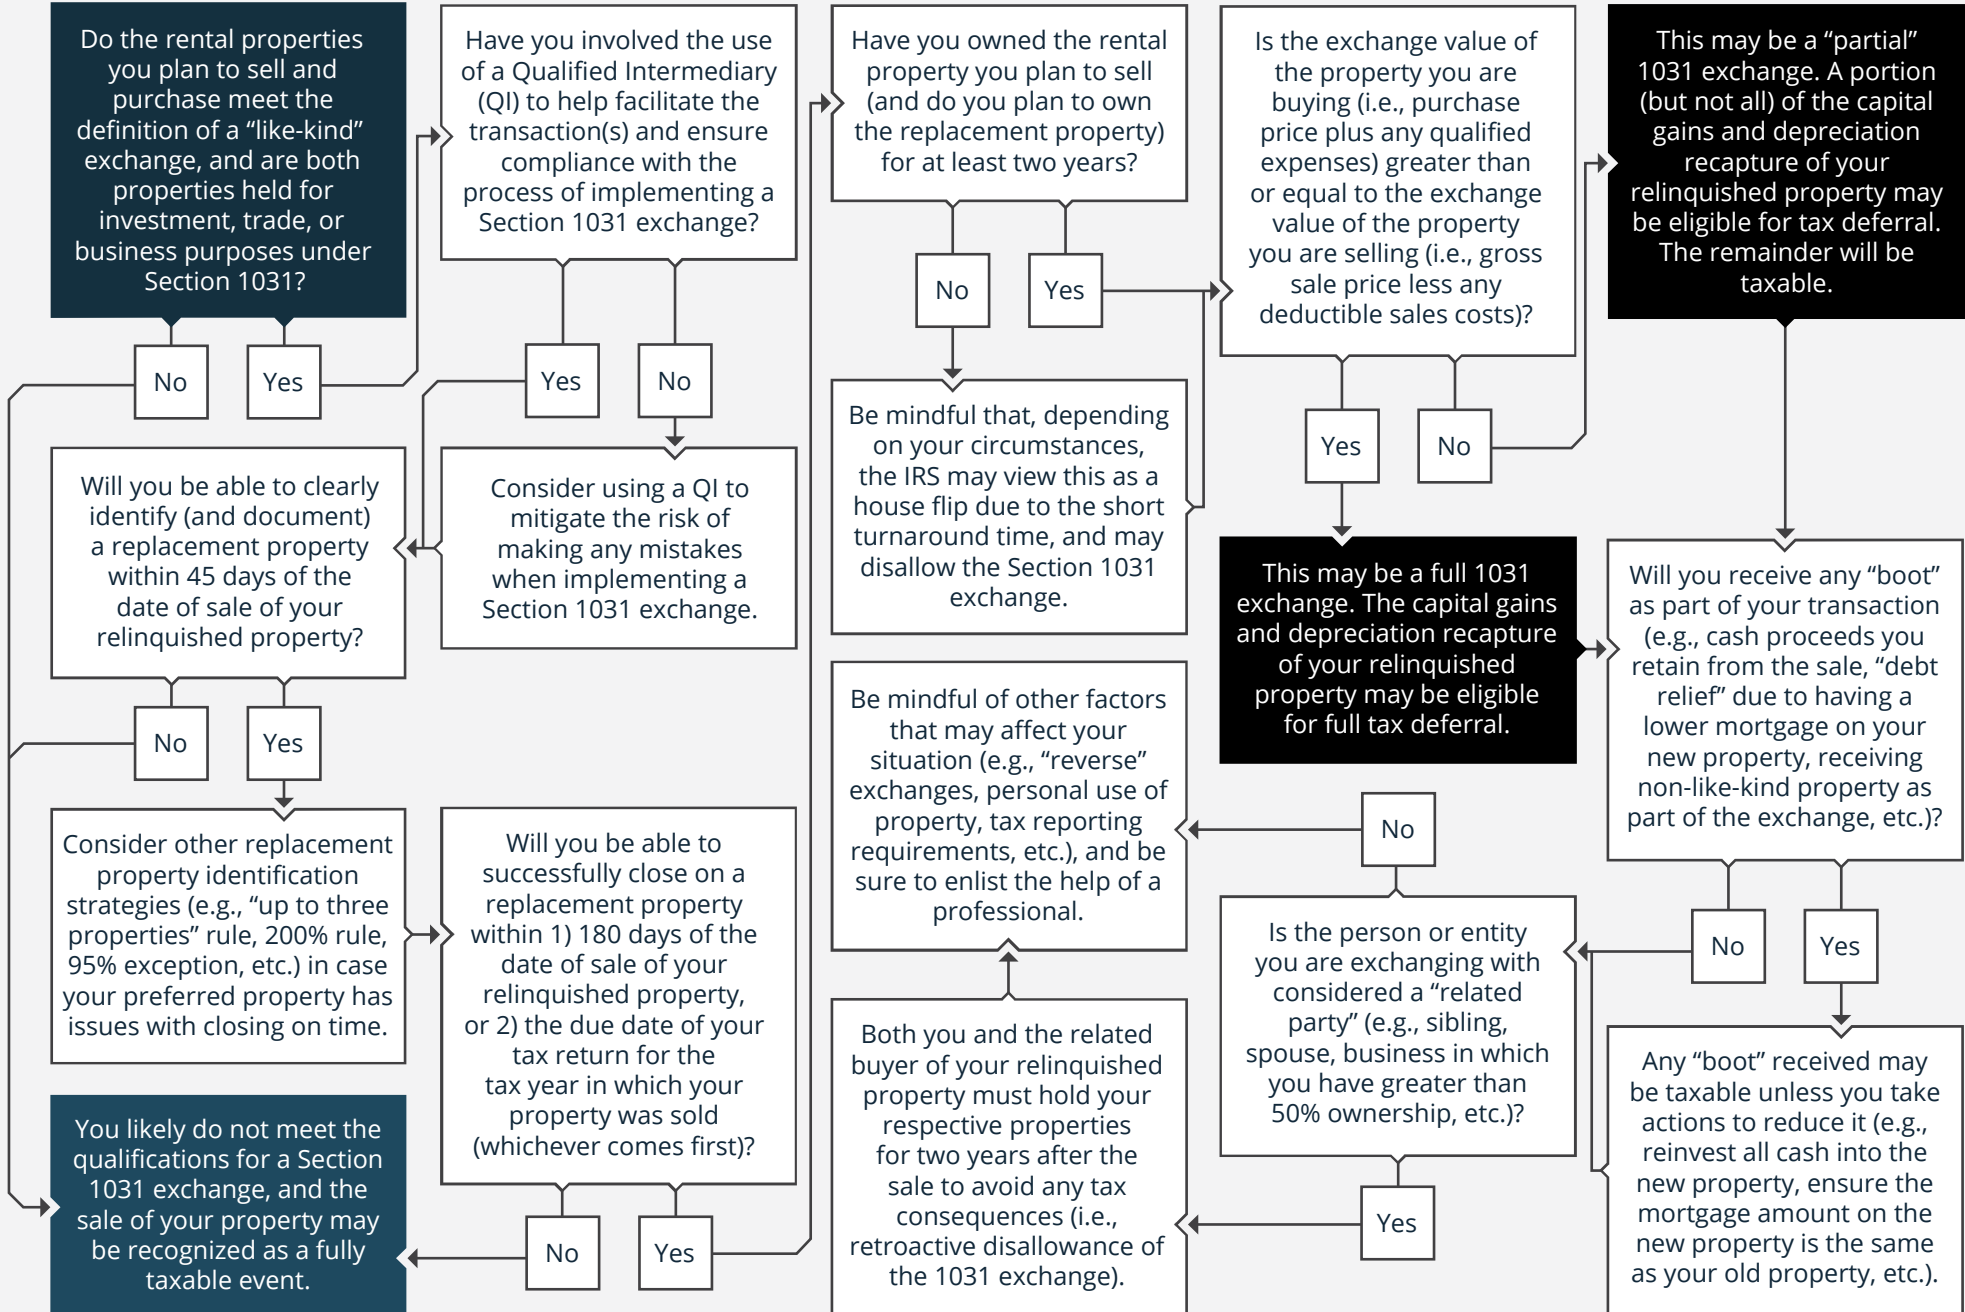 Do the rental properties
you plan to sell and
purchase meet the
definition of a “like-kind”
exchange, and are both
properties held for
investment, trade, or
business purposes under
Section 1031?
No
Yes
Have you involved the use
of a Qualified Intermediary
(QI) to help facilitate the
transaction(s) and ensure
compliance with the
process of implementing a
Section 1031 exchange?
Yes
No
Consider using a QI to
mitigate the risk of
making any mistakes
when implementing a
Section 1031 exchange.
Will you be able to clearly
identify (and document)
a replacement property
within 45 days of the
date of sale of your
relinquished property?
No
Yes
Consider other replacement
property identification
strategies (e.g., “up to three
properties” rule, 200% rule,
95% exception, etc.) in case
your preferred property has
issues with closing on time.
Will you be able to
successfully close on a
replacement property
within 1) 180 days of the
date of sale of your
relinquished property,
or 2) the due date of your
tax return for the
tax year in which your
property was sold
(whichever comes first)?
No
Yes
You likely do not meet the
qualifications for a Section
1031 exchange, and the
sale of your property may
be recognized as a fully
taxable event.
Have you owned the rental
property you plan to sell
(and do you plan to own
the replacement property)
for at least two years?
No
Yes
Be mindful that, depending
on your circumstances,
the IRS may view this as a
house flip due to the short
turnaround time, and may
disallow the Section 1031
exchange.
Is the exchange value of
the property you are
buying (i.e., purchase
price plus any qualified
expenses) greater than
or equal to the exchange
value of the property
you are selling (i.e., gross
sale price less any
deductible sales costs)?
Yes
No
This may be a “partial”
1031 exchange. A portion
(but not all) of the capital
gains and depreciation
recapture of your
relinquished property may
be eligible for tax deferral.
The remainder will be
taxable.
This may be a full 1031
exchange. The capital gains
and depreciation recapture
of your relinquished
property may be eligible
for full tax deferral.
Will you receive any “boot”
as part of your transaction
(e.g., cash proceeds you
retain from the sale, “debt
relief” due to having a
lower mortgage on your
new property, receiving
non-like-kind property as
part of the exchange, etc.)?
No
Yes
Any “boot” received may
be taxable unless you take
actions to reduce it (e.g.,
reinvest all cash into the
new property, ensure the
mortgage amount on the
new property is the same
as your old property, etc.).
Is the person or entity
you are exchanging with
considered a “related
party” (e.g., sibling,
spouse, business in which
you have greater than
50% ownership, etc.)?
No
Yes
Both you and the related
buyer of your relinquished
property must hold your
respective properties
for two years after the
sale to avoid any tax
consequences (i.e.,
retroactive disallowance of
the 1031 exchange).
Be mindful of other factors
that may affect your
situation (e.g., “reverse”
exchanges, personal use of
property, tax reporting
requirements, etc.), and be
sure to enlist the help of a
professional.